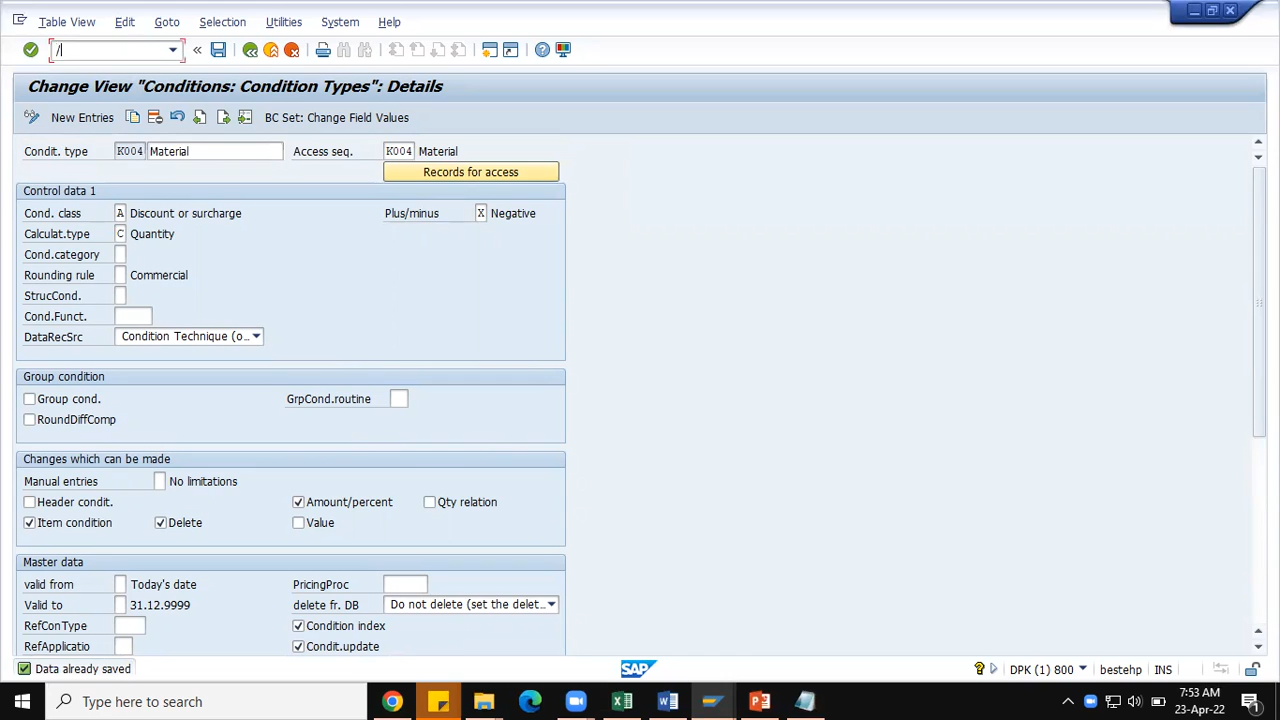 Table View Edit Goto Selection Utilities System Help
/
Change View "Conditions: Condition Types": Details
New Entries BC Set: Change Field Values
Condit. type K004 Material Access seq. K004 Material
Records for access
Control data 1
Cond. class A Discount or surcharge Plus/minus X Negative
Calculat.type C Quantity
Cond.category
Rounding rule Commercial
StrucCond.
Cond.Funct.
DataRecSrc Condition Technique (o...
Group condition
Group cond. GrpCond.routine
RoundDiffComp
Changes which can be made
Manual entries No limitations
Header condit. Amount/percent Qty relation
Item condition Delete Value
Master data
valid from Today's date PricingProc
Valid to 31.12.9999 delete fr. DB Do not delete (set the delet...
RefConType Condition index
RefApplicatio Condit.update
Data already saved SAP DPK (1) 800 bestehp INS
Type here to search 7:53 AM
23-Apr-22 1